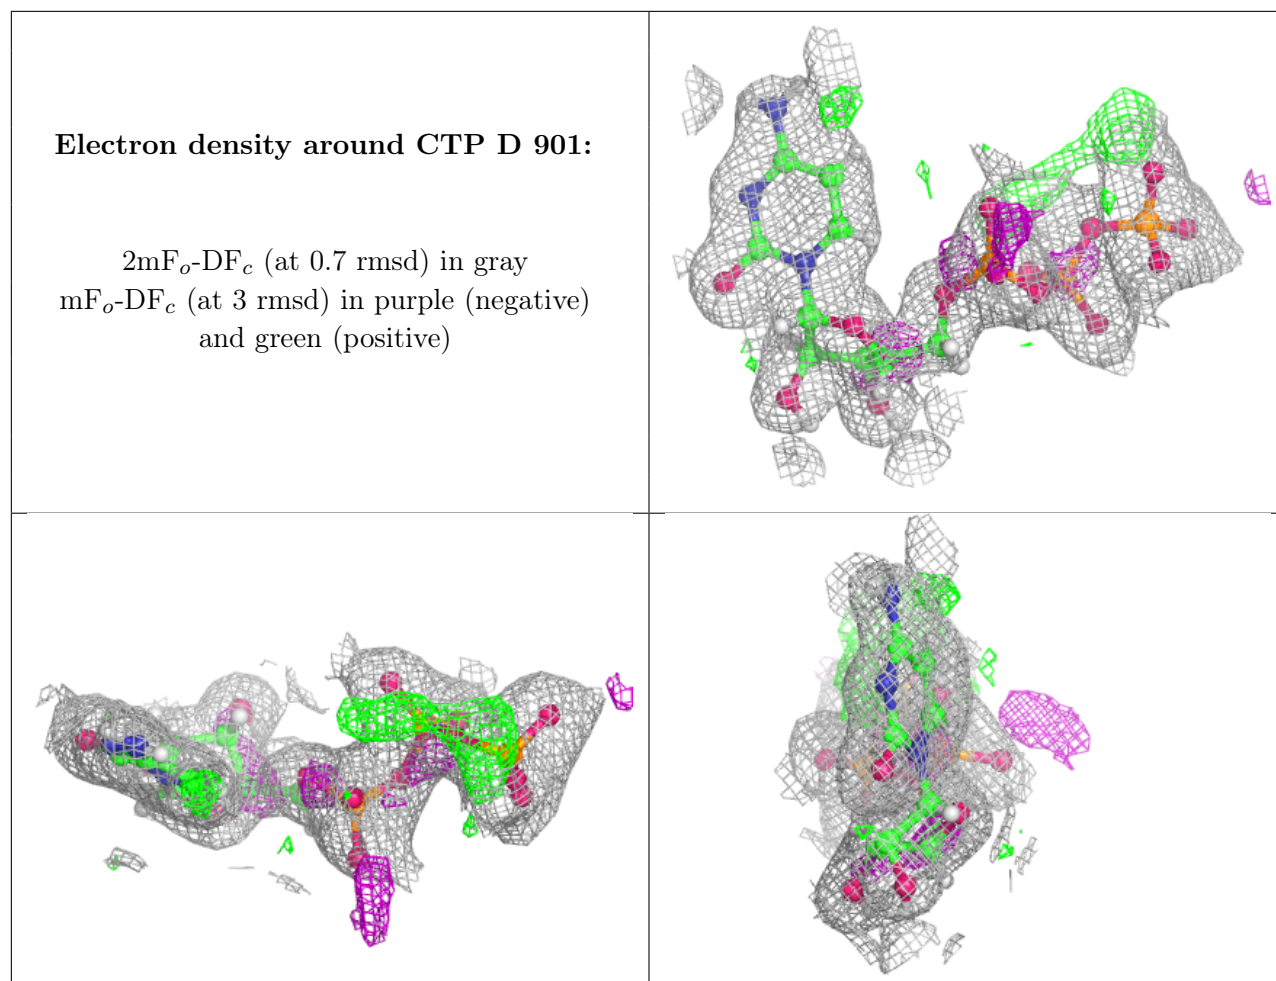 Electron density around CTP D 901:
2mFo-DFc (at 0.7 rmsd) in gray
mFo-DFc (at 3 rmsd) in purple (negative)
and green (positive)